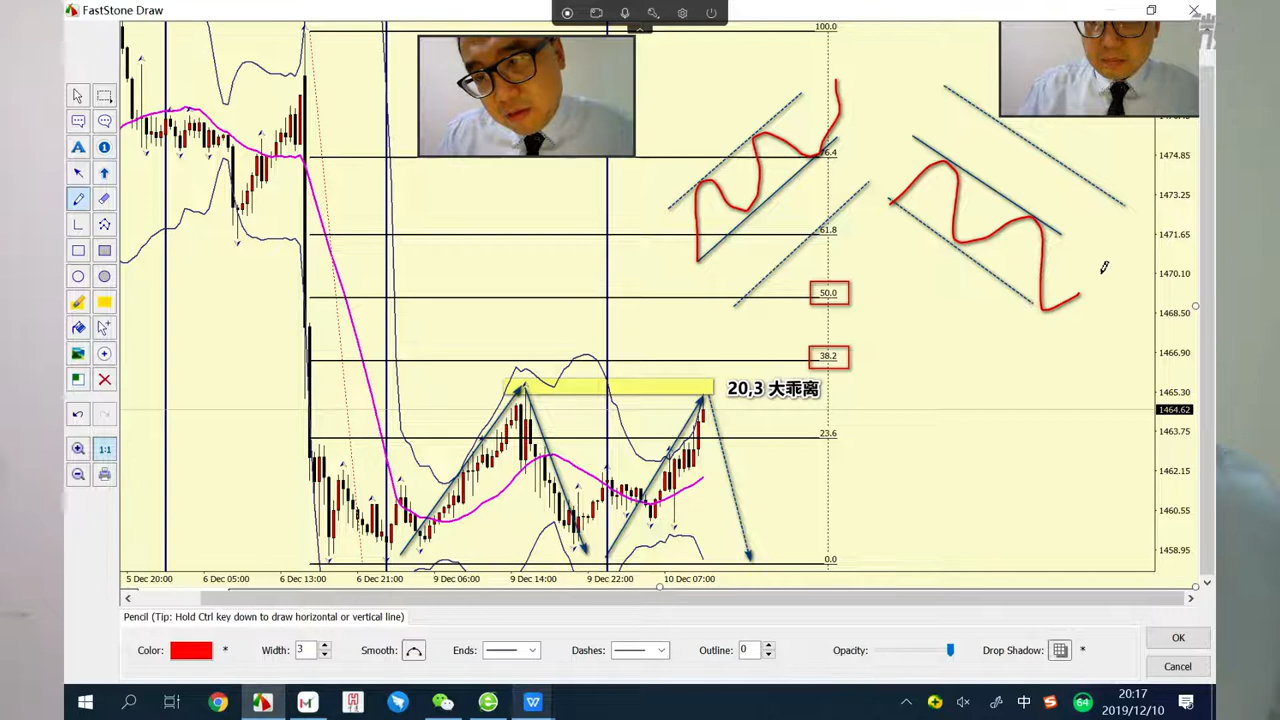 FastStone Draw
100.0
76.4
61.8
50.0
38.2
23.6
0.0
20,3 大乖离
1474.85
1473.25
1471.65
1470.10
1468.50
1466.90
1465.30
1464.62
1463.75
1462.15
1460.55
1458.95
5 Dec 20:00
6 Dec 05:00
6 Dec 13:00
6 Dec 21:00
9 Dec 06:00
9 Dec 14:00
9 Dec 22:00
10 Dec 07:00
1:1
Pencil (Tip: Hold Ctrl key down to draw horizontal or vertical line)
Color: * Width: 3 Smooth: Ends: Dashes: Outline: 0 Opacity: Drop Shadow: *
OK
Cancel
中
64
20:17
2019/12/10